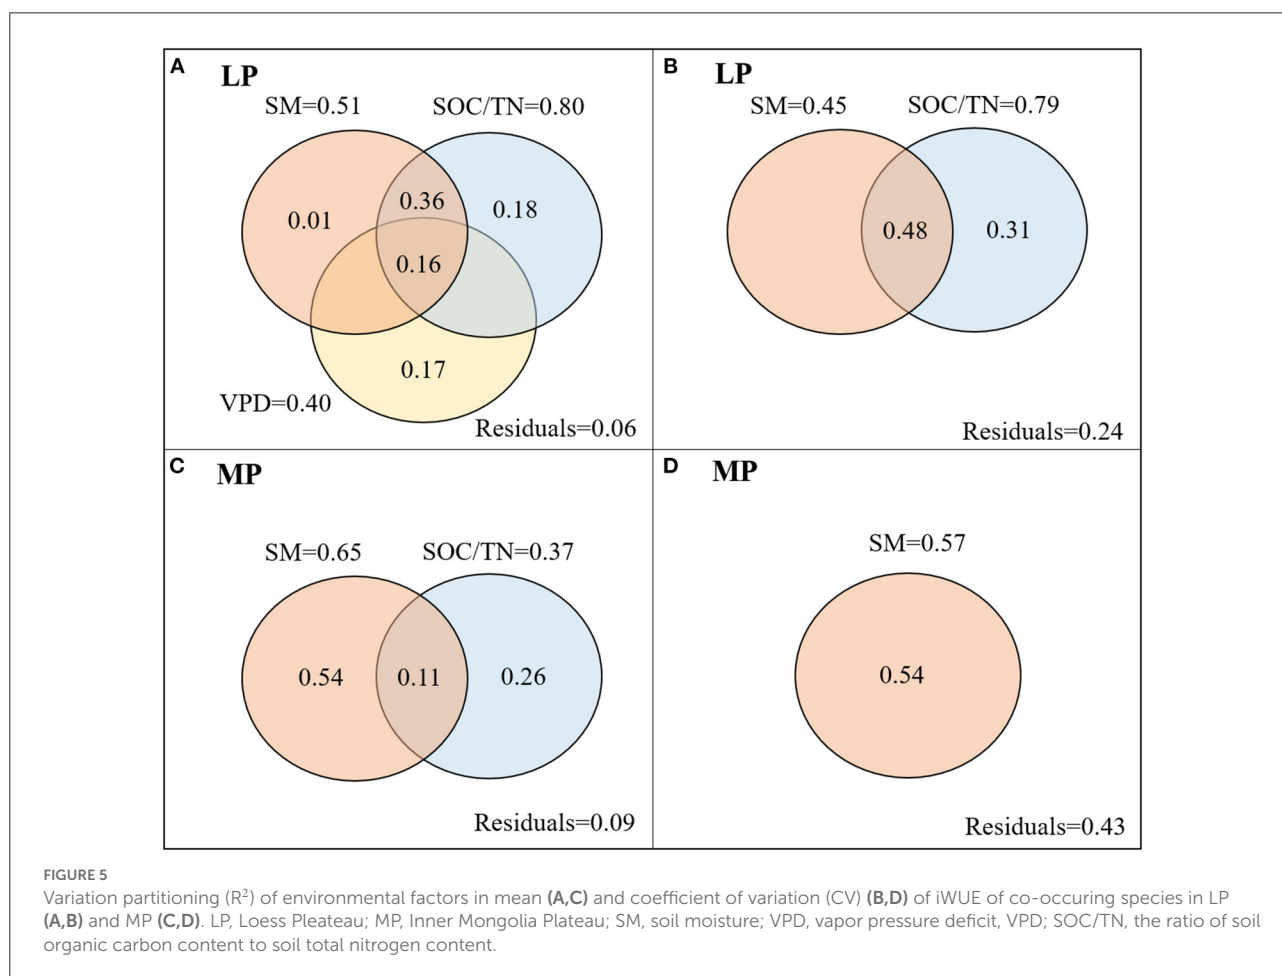 A LP
SM=0.51 SOC/TN=0.80
0.01
0.36
0.18
0.16
0.17
VPD=0.40
Residuals=0.06
B LP
SM=0.45 SOC/TN=0.79
0.48
0.31
Residuals=0.24
C MP
SM=0.65 SOC/TN=0.37
0.54
0.11
0.26
Residuals=0.09
D MP
SM=0.57
0.54
Residuals=0.43
FIGURE 5
Variation partitioning (R²) of environmental factors in mean (A,C) and coefficient of variation (CV) (B,D) of iWUE of co-occuring species in LP
(A,B) and MP (C,D). LP, Loess Pleateau; MP, Inner Mongolia Plateau; SM, soil moisture; VPD, vapor pressure deficit, VPD; SOC/TN, the ratio of soil
organic carbon content to soil total nitrogen content.